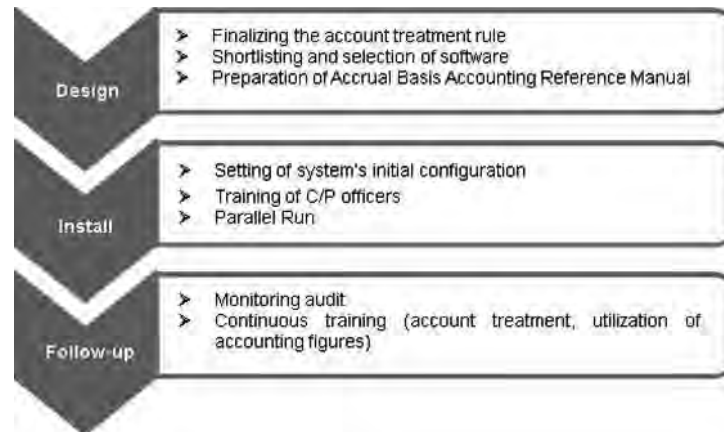 Design
➢ Finalizing the account treatment rule
➢ Shortlisting and selection of software
➢ Preparation of Accrual Basis Accounting Reference Manual
Install
➢ Setting of system's initial configuration
➢ Training of C/P officers
➢ Parallel Run
Follow-up
➢ Monitoring audit
➢ Continuous training (account treatment, utilization of
accounting figures)